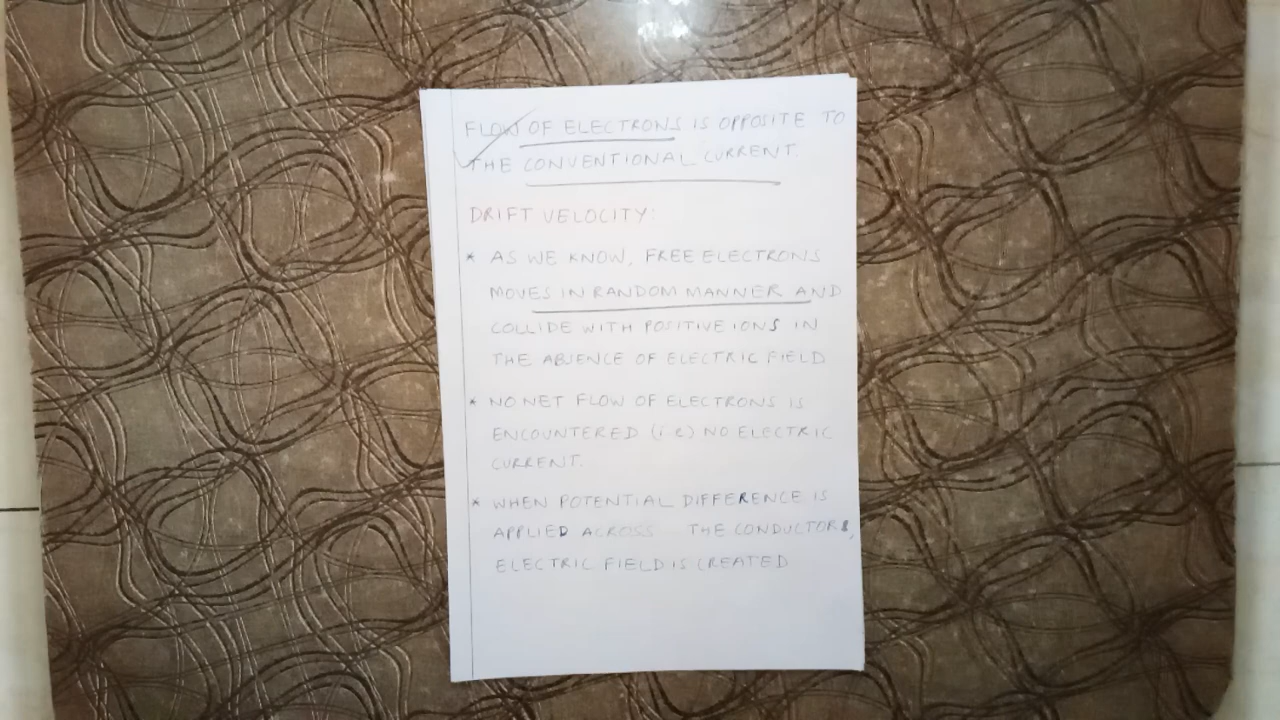 FLOW OF ELECTRONS IS OPPOSITE TO
THE CONVENTIONAL CURRENT.
DRIFT VELOCITY:
* AS WE KNOW, FREE ELECTRONS
MOVES IN RANDOM MANNER AND
COLLIDE WITH POSITIVE IONS IN
THE ABSENCE OF ELECTRIC FIELD
* NO NET FLOW OF ELECTRONS IS
ENCOUNTERED (i.e) NO ELECTRIC
CURRENT.
* WHEN POTENTIAL DIFFERENCE IS
APPLIED ACROSS THE CONDUCTOR,
ELECTRIC FIELD IS CREATED